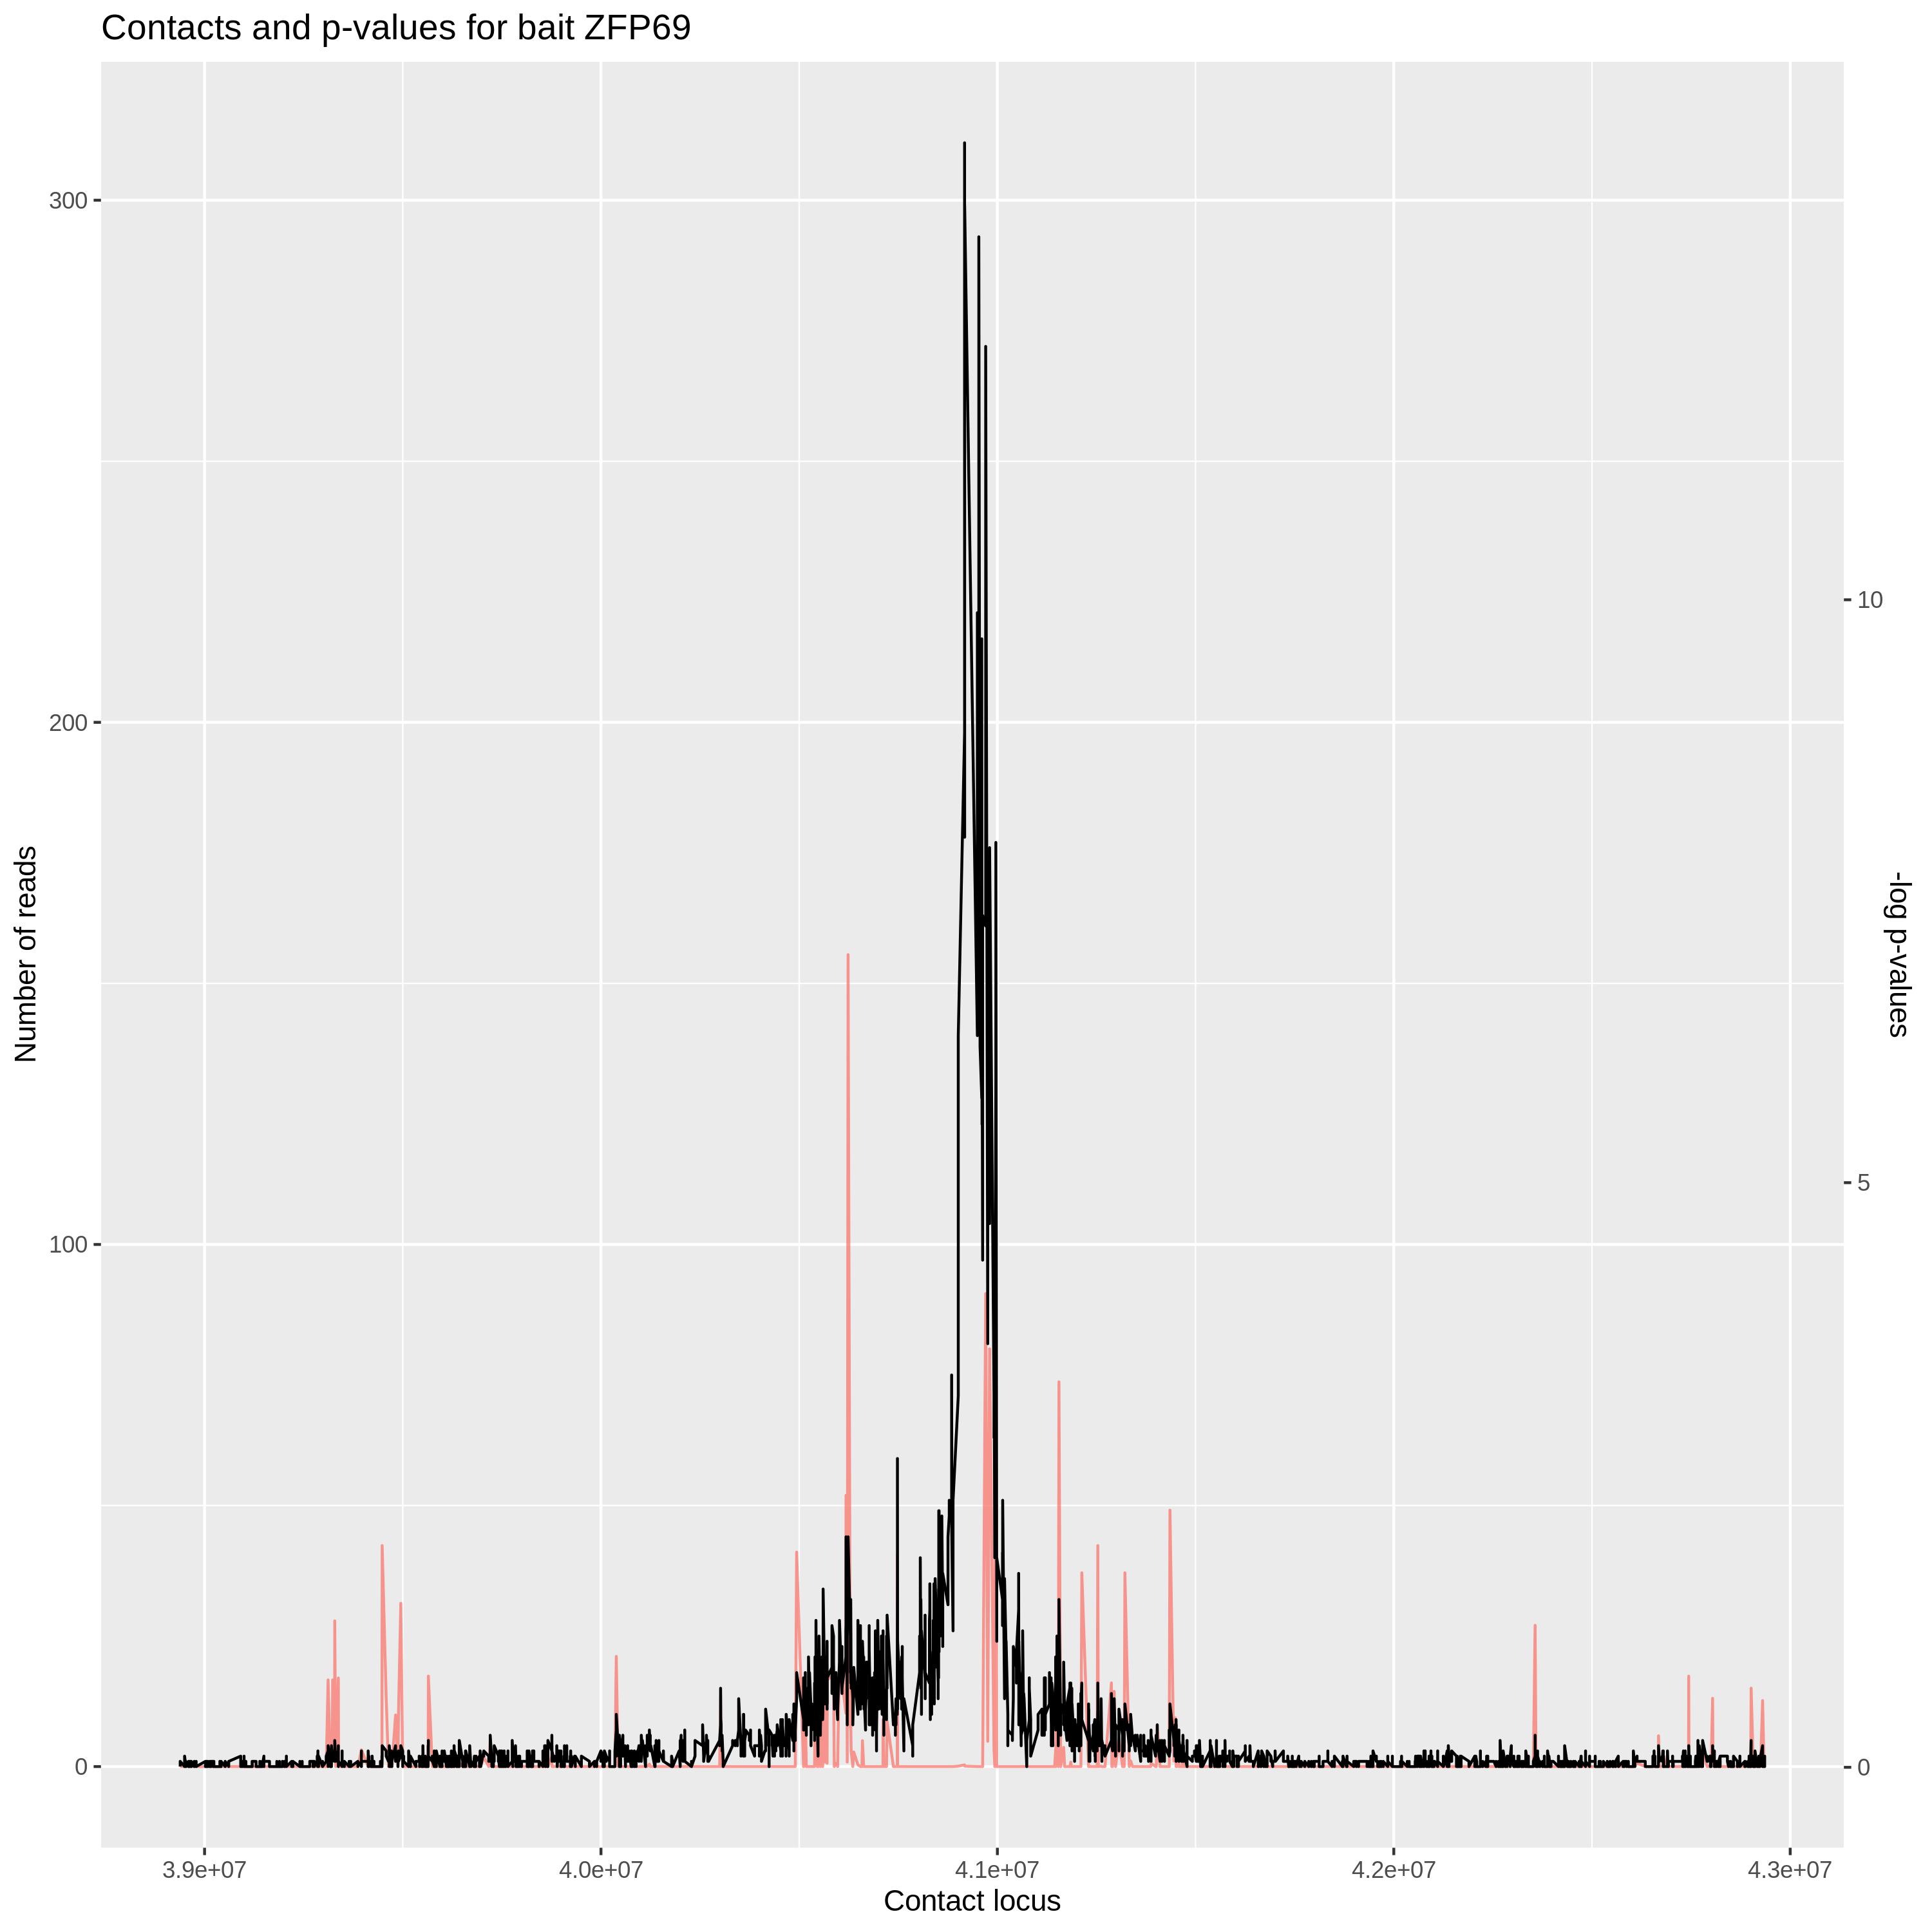 Contacts and p-values for bait ZFP69
Number of reads
300
200
100
0
10
5
0
-log p-values
3.9e+07
4.0e+07
4.1e+07
4.2e+07
4.3e+07
Contact locus